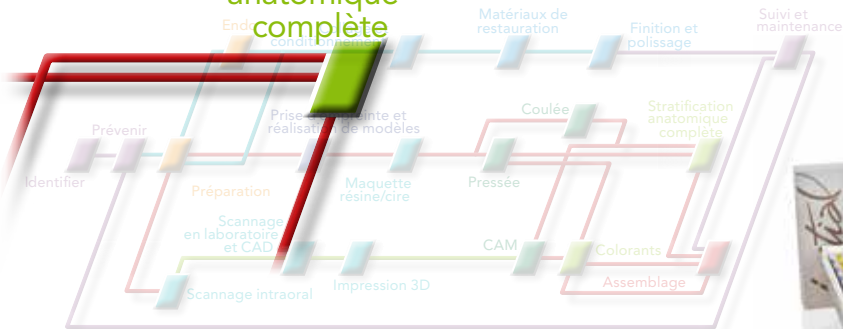 anatomique
complète
Matériaux de
restauration
Finition et
polissage
Suivi et
maintenance
Prévenir
Identifier
Préparation
Prise d'empreinte et
réalisation de modèles
Coulée
Stratification
anatomique
complète
Maquette
résine/cire
Pressée
Scannage
en laboratoire
et CAD
Scannage intraoral
Impression 3D
CAM
Colorants
Assemblage